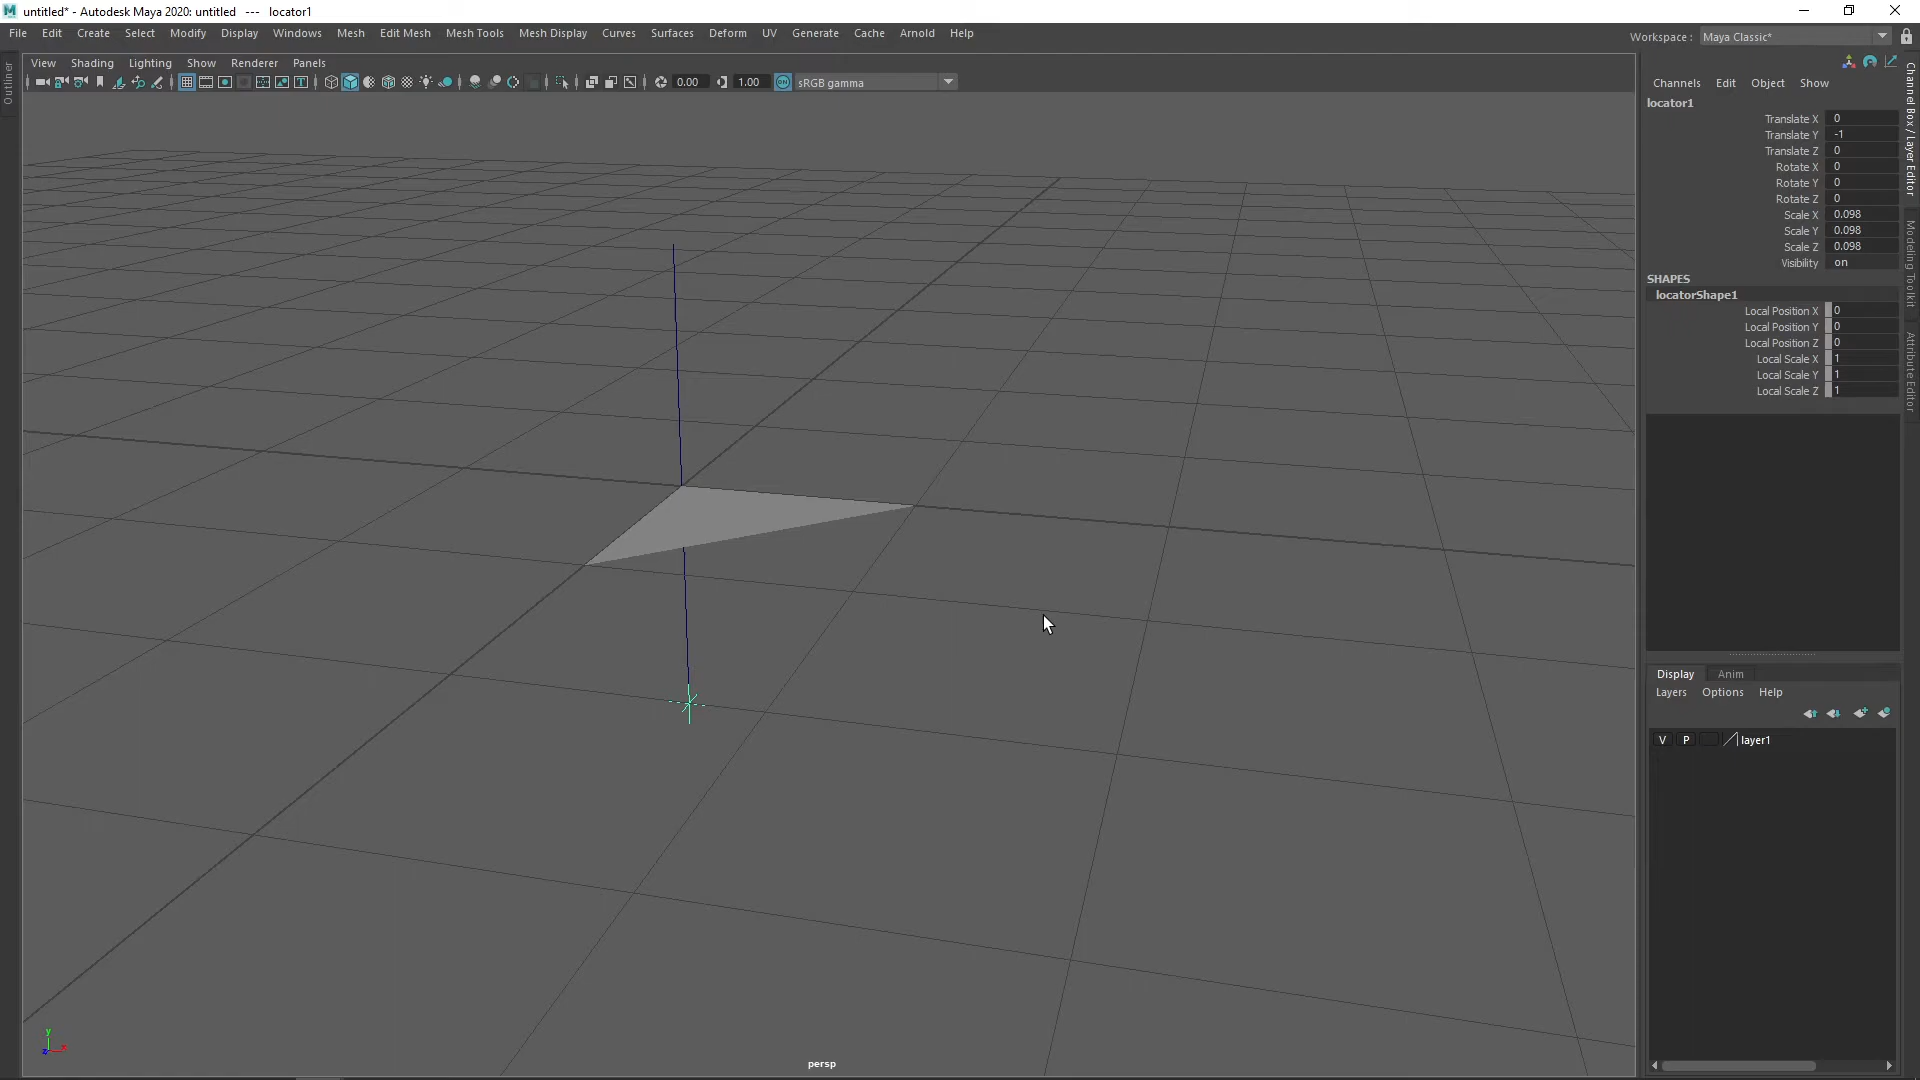 untitled* - Autodesk Maya 2020: untitled --- locator1
File Edit Create Select Modify Display Windows Mesh Edit Mesh Mesh Tools Mesh Display Curves Surfaces Deform UV Generate Cache Arnold Help
Workspace : Maya Classic*
View Shading Lighting Show Renderer Panels
0.00 1.00 ON sRGB gamma
Outliner
Channels Edit Object Show
locator1
Translate X 0
Translate Y -1
Translate Z 0
Rotate X 0
Rotate Y 0
Rotate Z 0
Scale X 0.098
Scale Y 0.098
Scale Z 0.098
Visibility on
SHAPES
locatorShape1
Local Position X 0
Local Position Y 0
Local Position Z 0
Local Scale X 1
Local Scale Y 1
Local Scale Z 1
Channel Box / Layer Editor
Modeling Toolkit
Attribute Editor
Display Anim
Layers Options Help
V P layer1
y
z x
persp